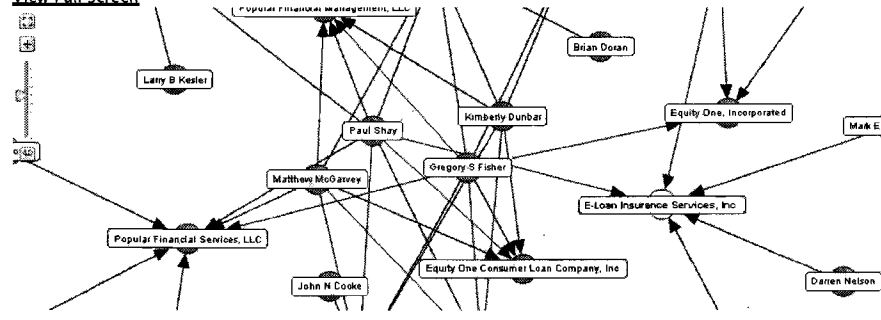 View Full Screen
Popular Financial Management, LLC
Brian Doran
Larry B Kesler
Kimberly Dunbar
Equity One, Incorporated
Paul Shay
Mark E
Gregory S Fisher
Matthew McGarvey
E-Loan Insurance Services, Inc
Popular Financial Services, LLC
Equity One Consumer Loan Company, Inc
John N Cooke
Darren Nelson